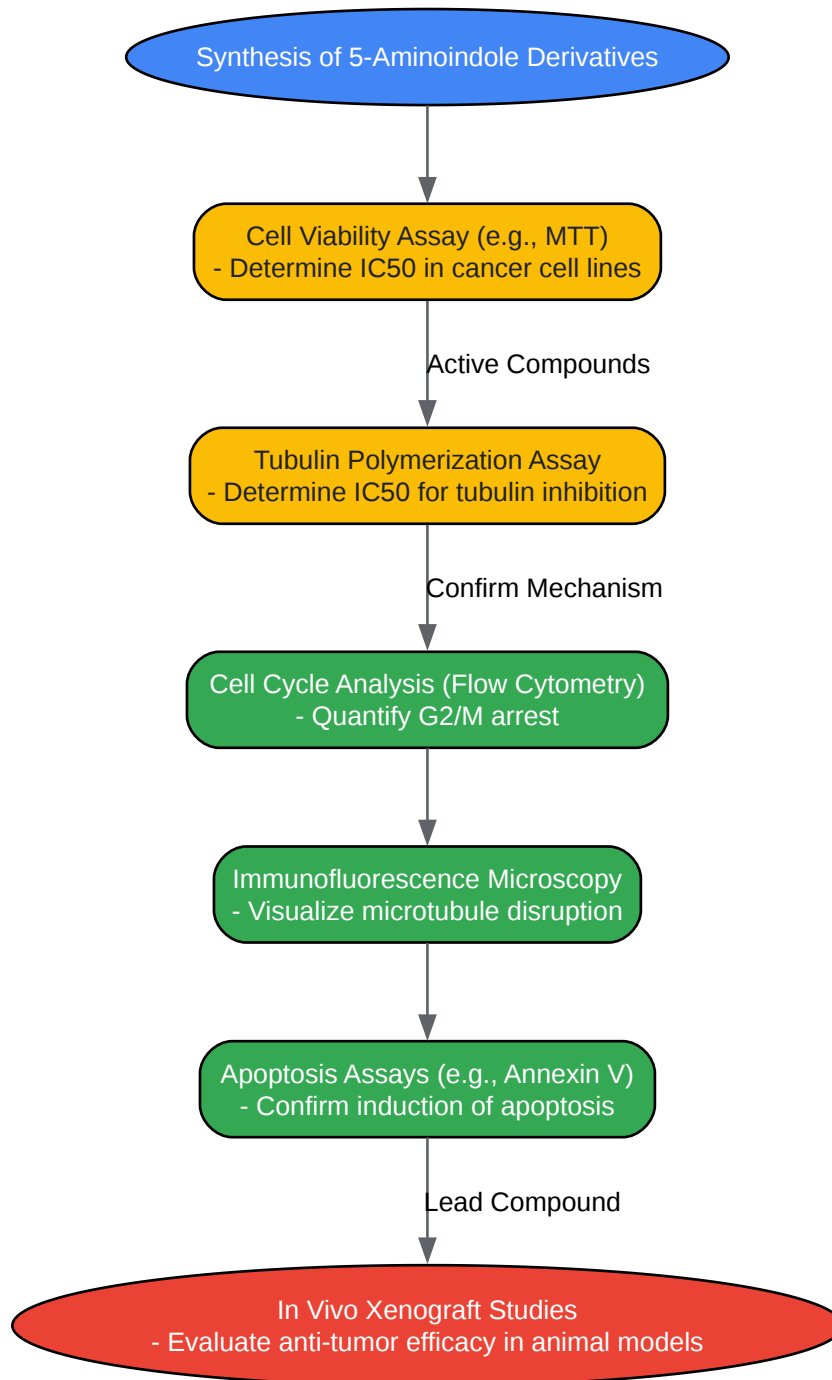 Synthesis of 5-Aminoindole Derivatives
Cell Viability Assay (e.g., MTT)
- Determine IC50 in cancer cell lines
Active Compounds
Tubulin Polymerization Assay
- Determine IC50 for tubulin inhibition
Confirm Mechanism
Cell Cycle Analysis (Flow Cytometry)
- Quantify G2/M arrest
Immunofluorescence Microscopy
- Visualize microtubule disruption
Apoptosis Assays (e.g., Annexin V)
- Confirm induction of apoptosis
Lead Compound
In Vivo Xenograft Studies
- Evaluate anti-tumor efficacy in animal models